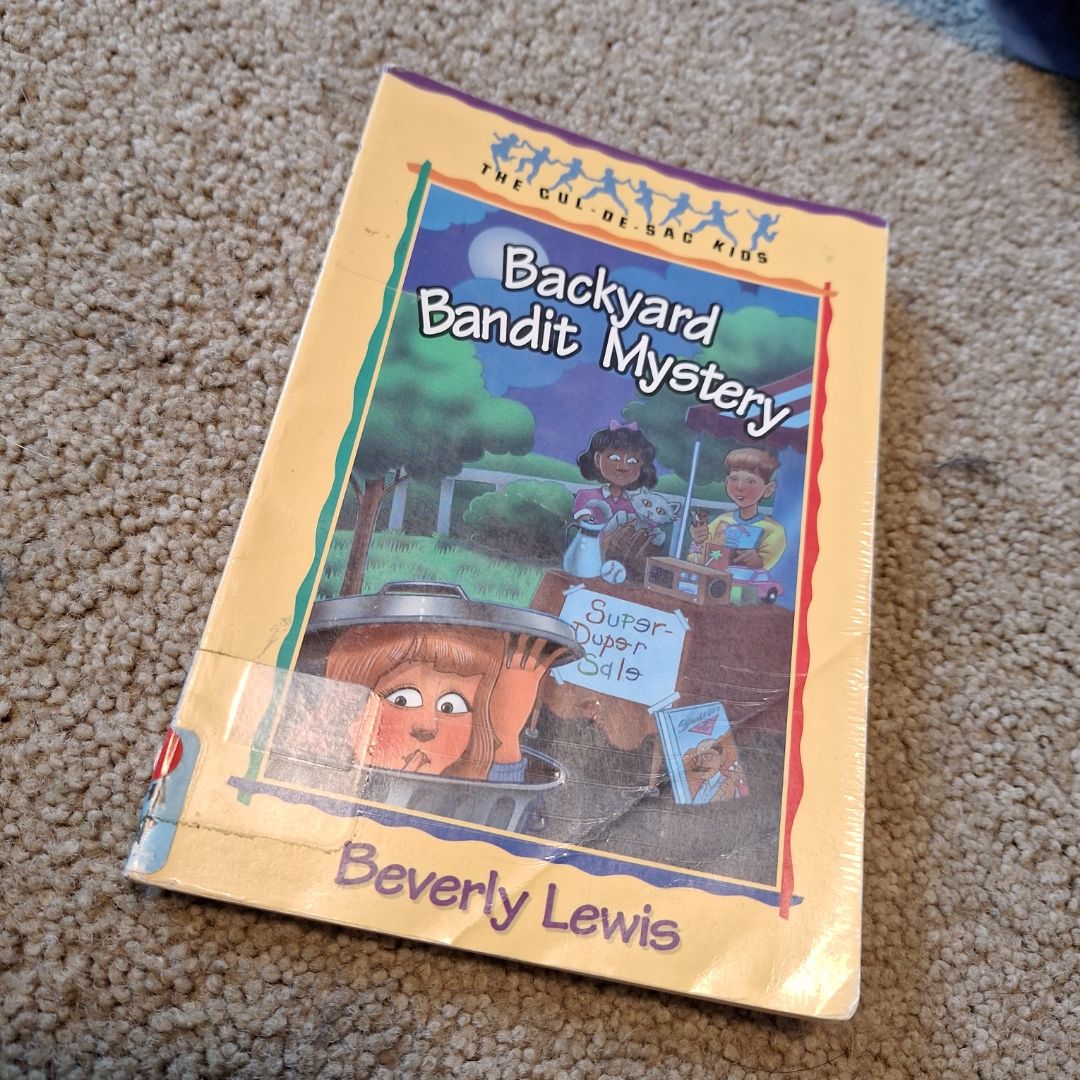 THE CUL-DE-SAC KIDS
Backyard
Bandit Mystery
Super-
Duper
Sale
Beverly Lewis